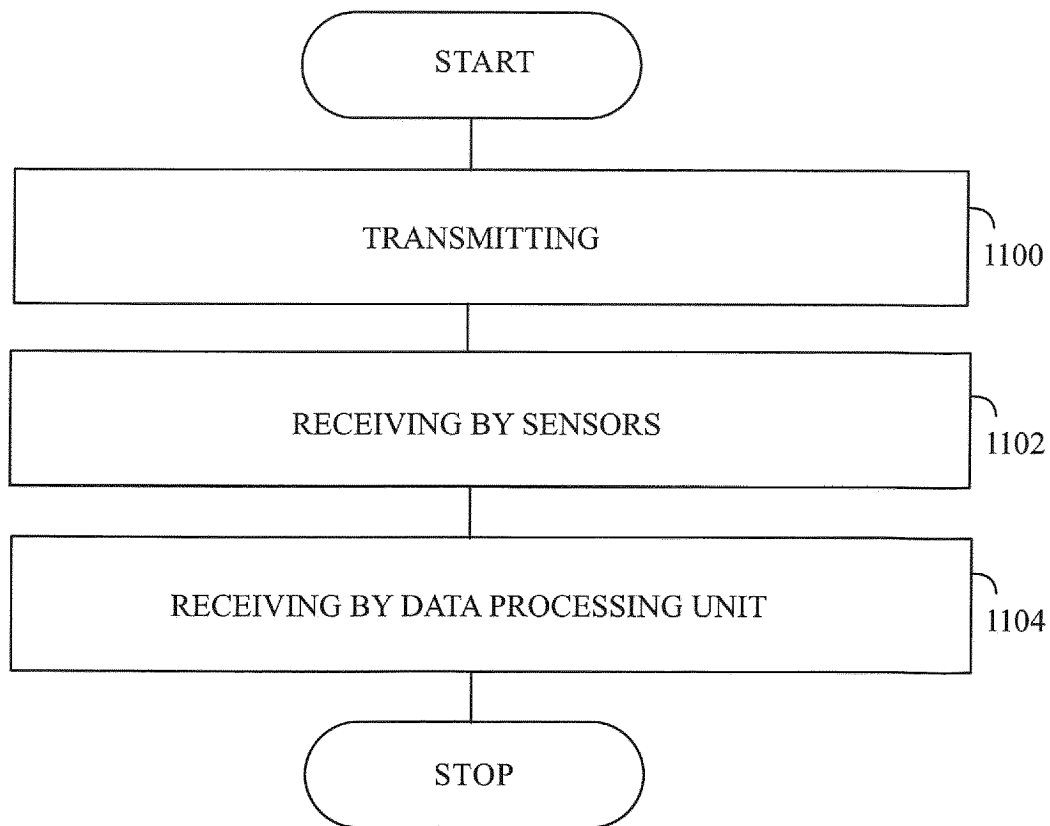 START
TRANSMITTING
1100
RECEIVING BY SENSORS
1102
RECEIVING BY DATA PROCESSING UNIT
1104
STOP